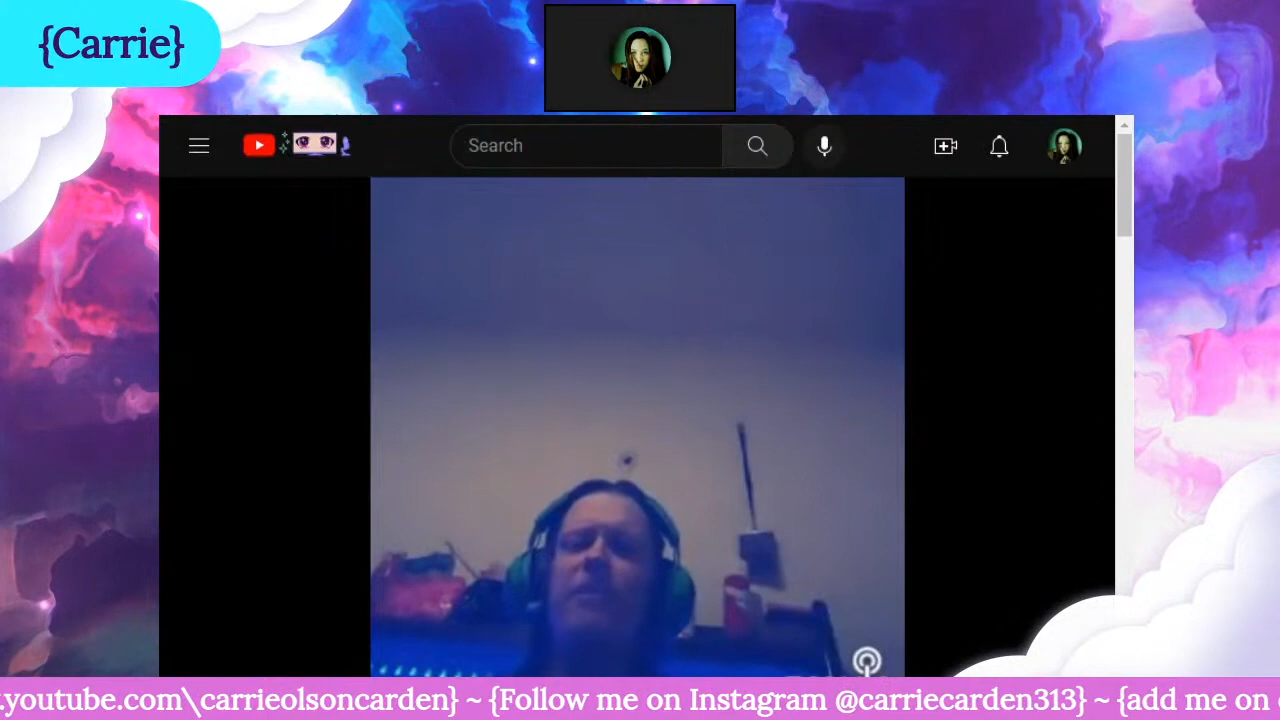 {Carrie}
Search
.youtube.com\carrieolsoncarden} ~ {Follow me on Instagram @carriecarden313} ~ {add me on